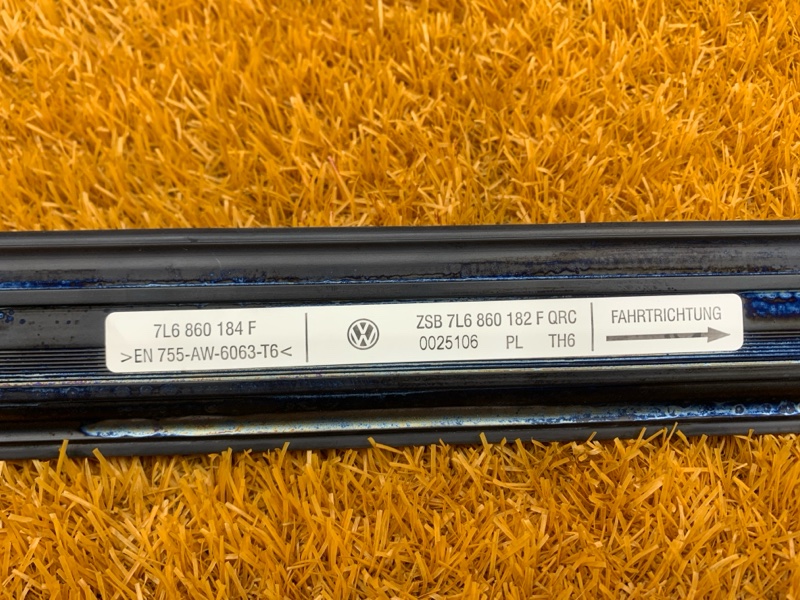 7L6 860 184 F
>EN 755-AW-6063-T6<
ZSB 7L6 860 182 F QRC
0025106 PL TH6
FAHRTRICHTUNG